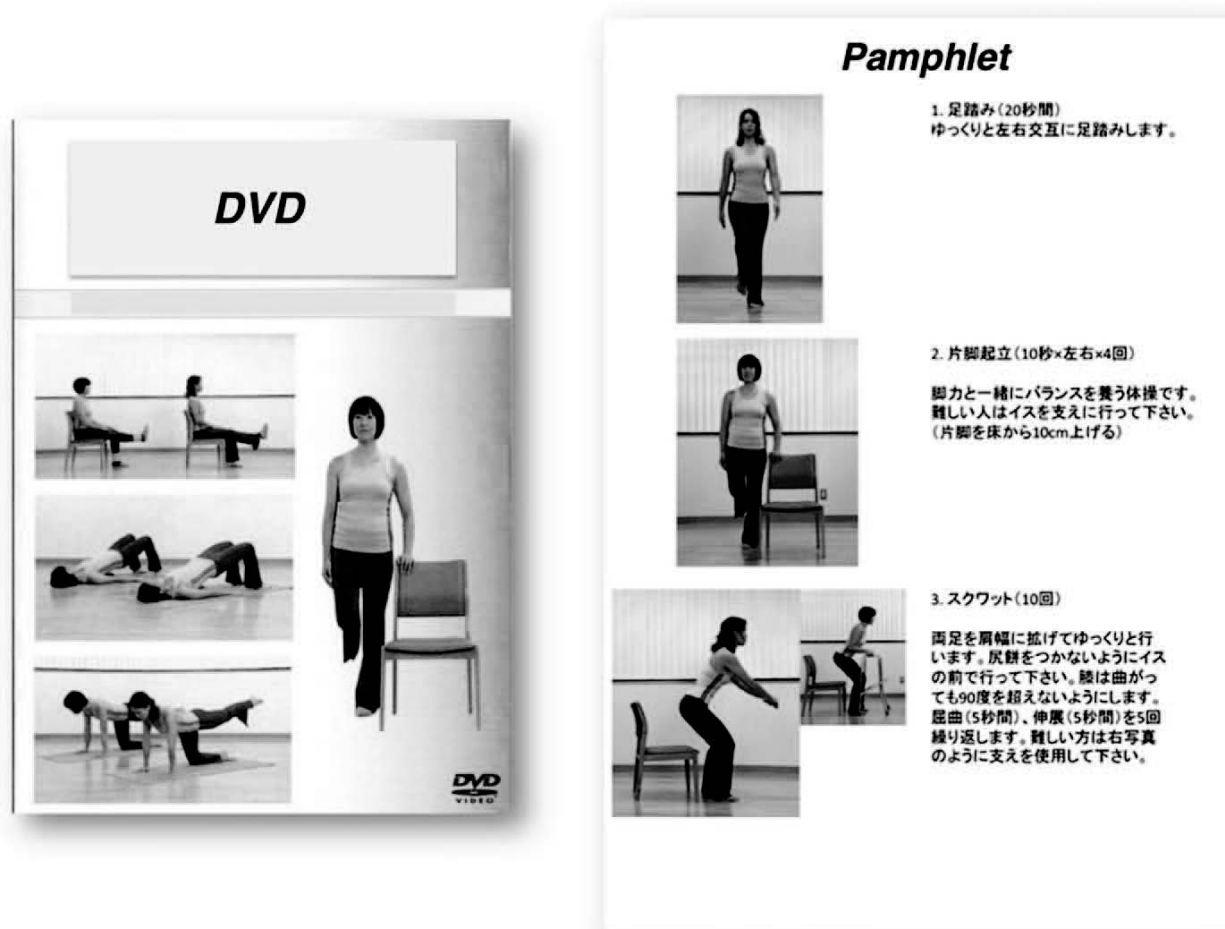 DVD
DVD
VIDEO
Pamphlet
1. 足踏み(20秒間)
ゆっくりと左右交互に足踏みします。
2. 片脚起立(10秒×左右×4回)
脚力と一緒にバランスを養う体操です。
難しい人はイスを支えに行って下さい。
(片脚を床から10cm上げる)
3. スクワット(10回)
両足を肩幅に拡げてゆっくりと行
います。尻餅をつかないようにイス
の前で行って下さい。膝は曲がっ
ても90度を超えないようにします。
屈曲(5秒間)、伸展(5秒間)を5回
繰り返します。難しい方は右写真
のように支えを使用して下さい。